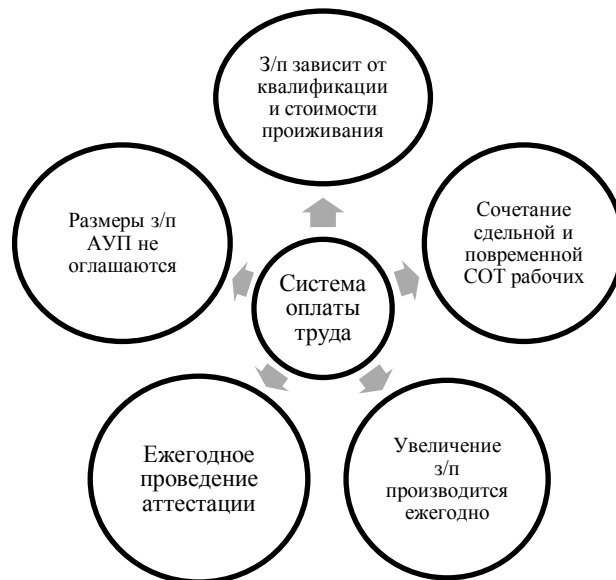 З/п зависит от
квалификации
и стоимости
проиживания
Размеры з/п
АУП не
оглашаются
Сочетание
сдельной и
повременной
СОТ рабочих
Система
оплаты
труда
Ежегодное
проведение
аттестации
Увеличение
з/п
производится
ежегодно